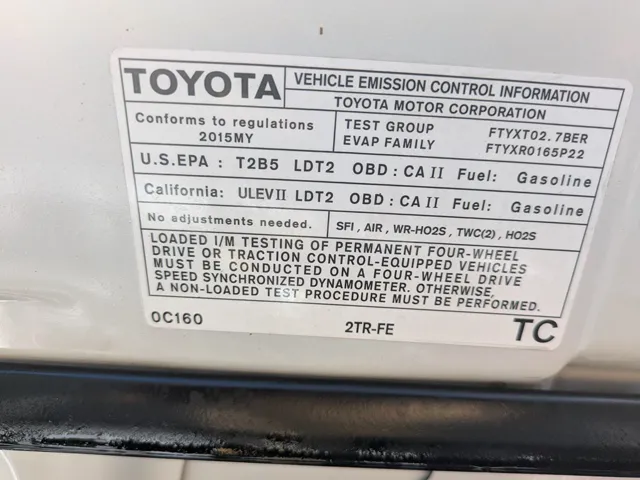 TOYOTA
VEHICLE EMISSION CONTROL INFORMATION
TOYOTA MOTOR CORPORATION
Conforms to regulations
2015MY
TEST GROUP FTYXT02.7BER
EVAP FAMILY FTYXR0165P22
U.S.EPA : T2B5 LDT2 OBD : CA II Fuel: Gasoline
California: ULEV II LDT2 OBD : CA II Fuel: Gasoline
No adjustments needed.
SFI , AIR , WR-HO2S , TWC(2) , HO2S
LOADED I/M TESTING OF PERMANENT FOUR-WHEEL
DRIVE OR TRACTION CONTROL-EQUIPPED VEHICLES
MUST BE CONDUCTED ON A FOUR-WHEEL DRIVE
SPEED SYNCHRONIZED DYNAMOMETER. OTHERWISE,
A NON-LOADED TEST PROCEDURE MUST BE PERFORMED.
0C160 2TR-FE TC